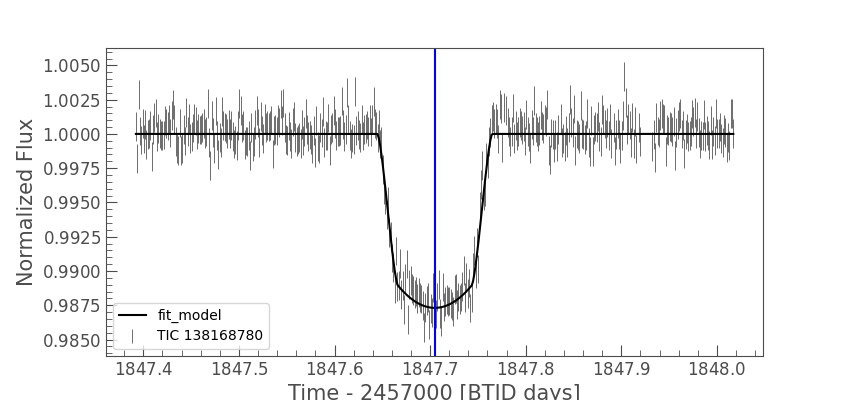 Normalized Flux
1.0050
1.0025
1.0000
0.9975
0.9950
0.9925
0.9900
0.9875
0.9850
fit_model
TIC 138168780
1847.4 1847.5 1847.6 1847.7 1847.8 1847.9 1848.0
Time - 2457000 [BTJD days]